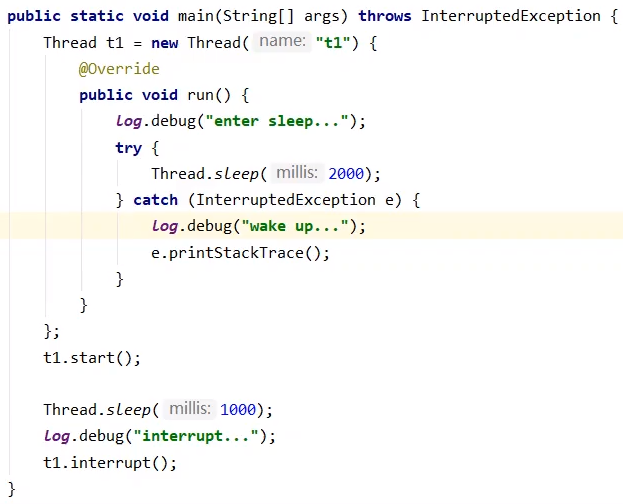 public static void main(String[] args) throws InterruptedException {
    Thread t1 = new Thread( name: "t1") {
        @Override
        public void run() {
            log.debug("enter sleep...");
            try {
                Thread.sleep( millis: 2000);
            } catch (InterruptedException e) {
                log.debug("wake up...");
                e.printStackTrace();
            }
        }
    };
    t1.start();

    Thread.sleep( millis: 1000);
    log.debug("interrupt...");
    t1.interrupt();
}